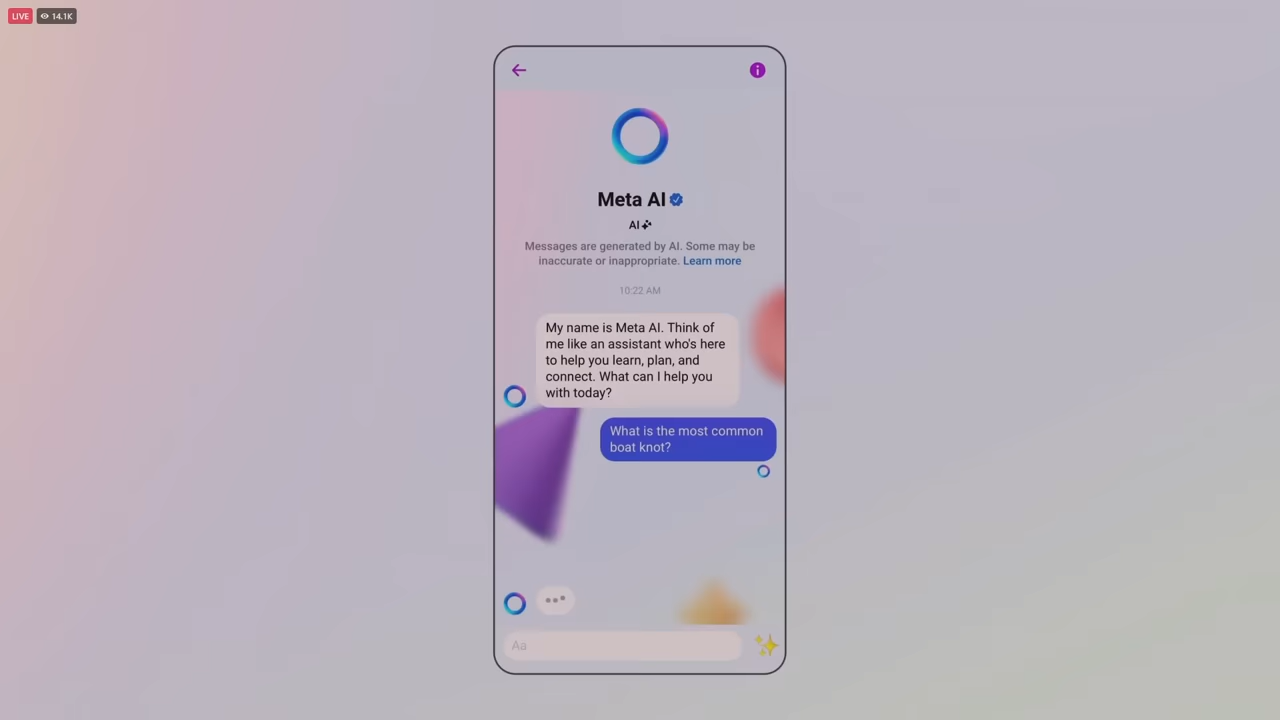 LIVE 14.1K
Meta AI
AI
Messages are generated by AI. Some may be
inaccurate or inappropriate. Learn more
10:22 AM
My name is Meta AI. Think of
me like an assistant who's here
to help you learn, plan, and
connect. What can I help you
with today?
What is the most common
boat knot?
Aa